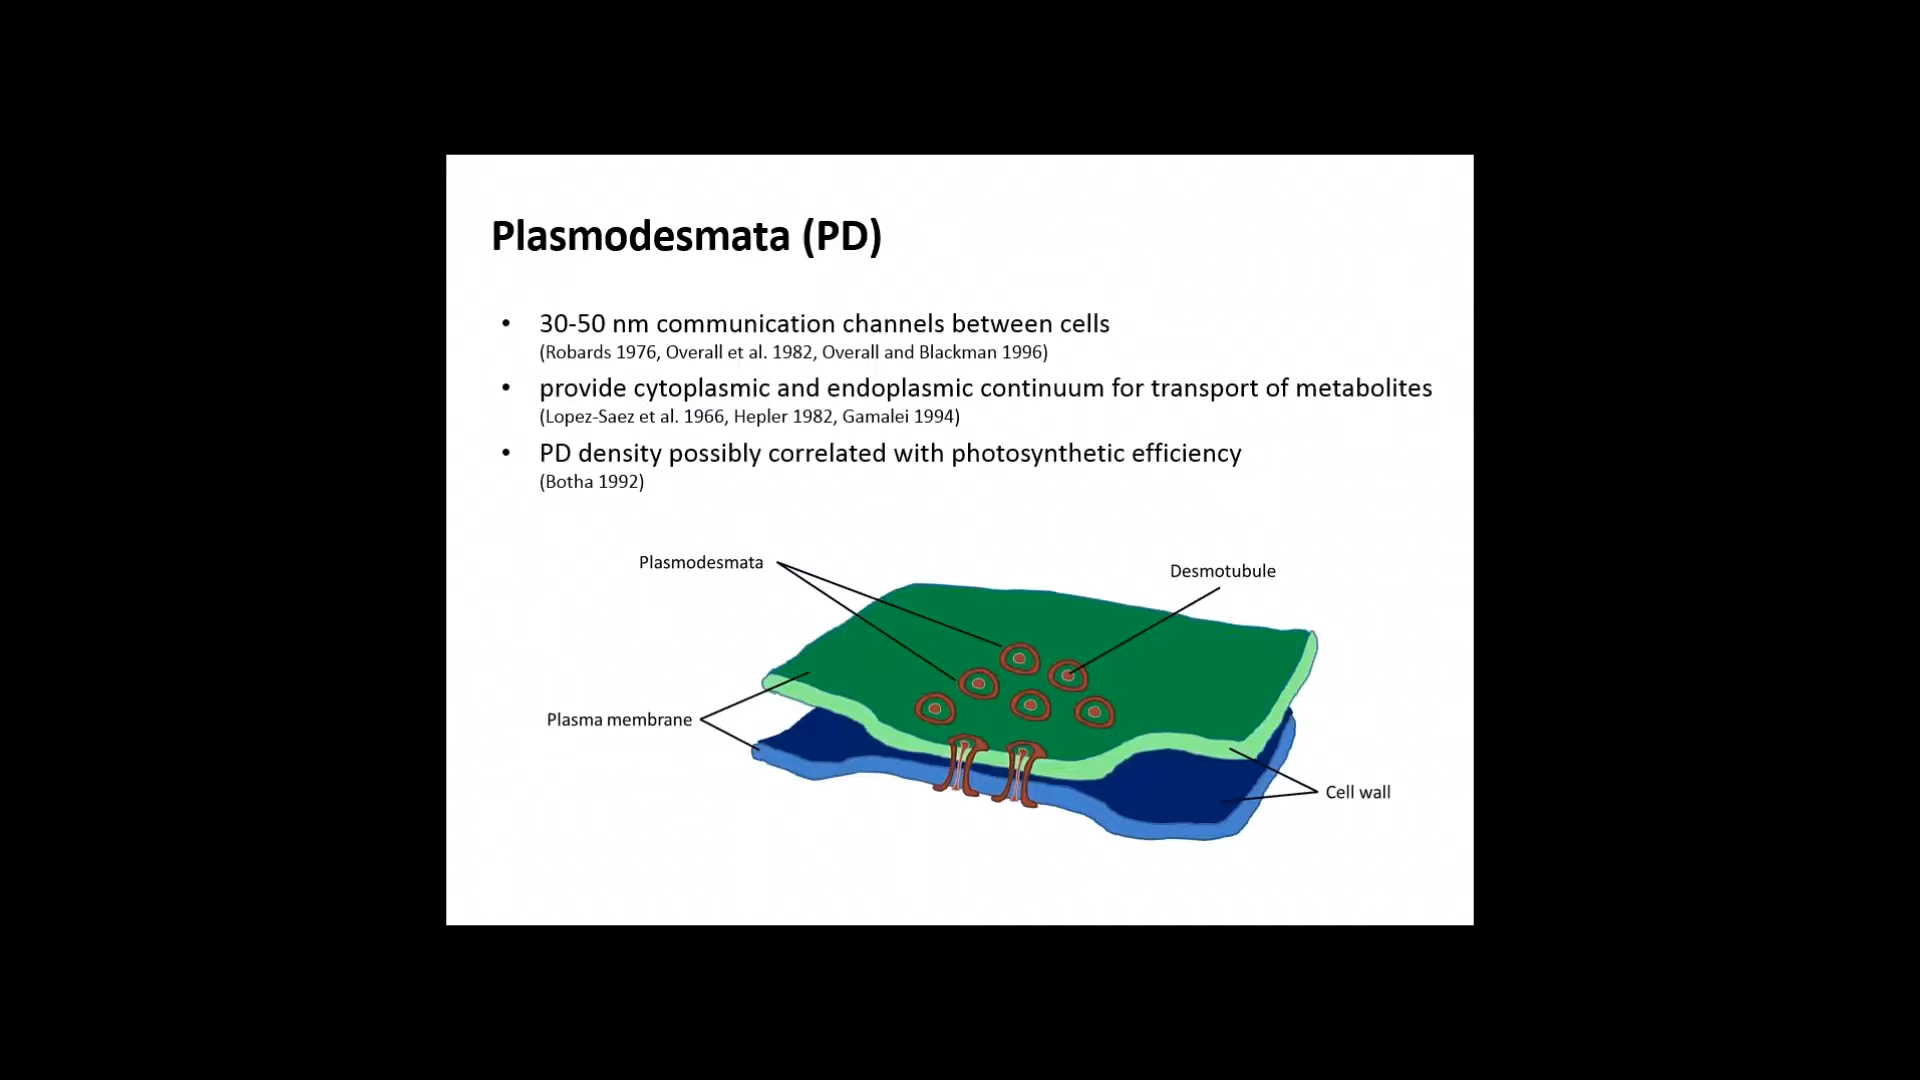 Plasmodesmata (PD)
• 30-50 nm communication channels between cells
(Robards 1976, Overall et al. 1982, Overall and Blackman 1996)
• provide cytoplasmic and endoplasmic continuum for transport of metabolites
(Lopez-Saez et al. 1966, Hepler 1982, Gamalei 1994)
• PD density possibly correlated with photosynthetic efficiency
(Botha 1992)
Plasmodesmata
Desmotubule
Plasma membrane
Cell wall